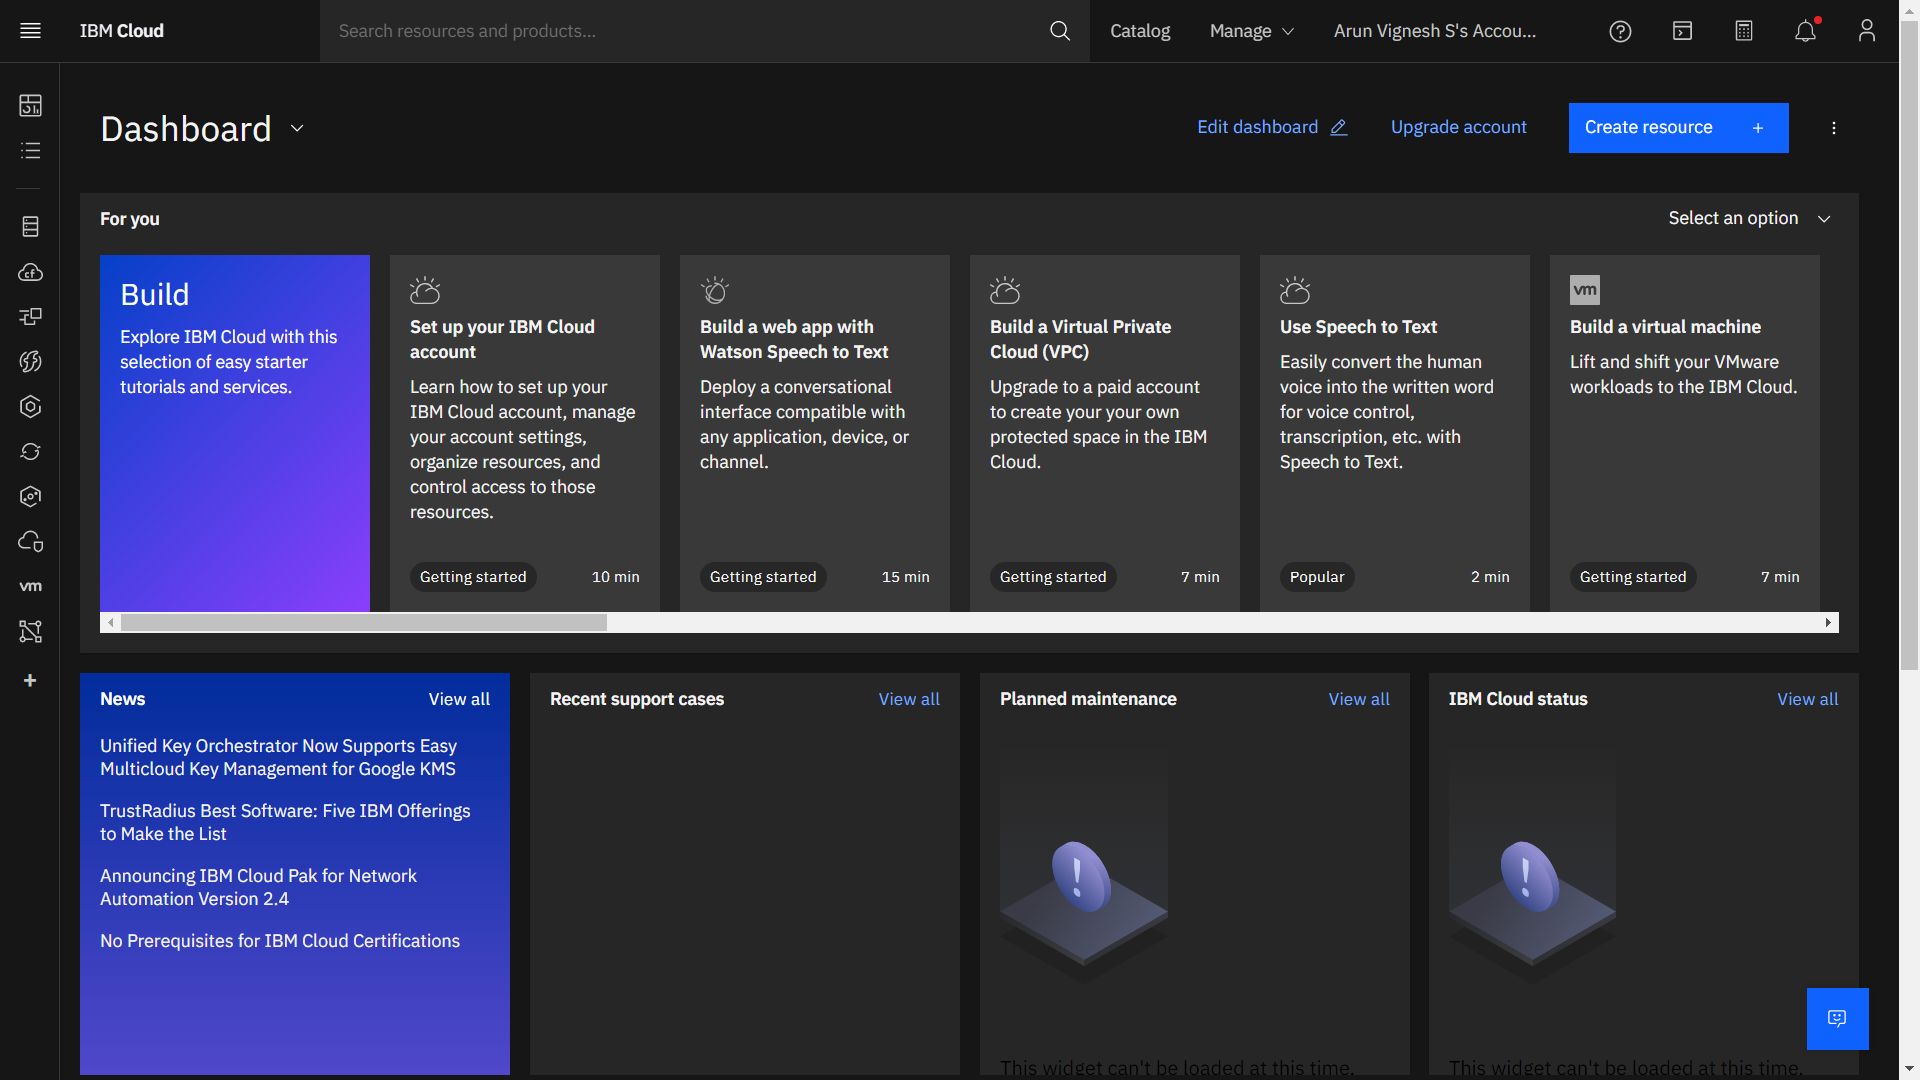 IBM Cloud
Search resources and products...
Catalog
Manage
Arun Vignesh S's Accou...
Dashboard
Edit dashboard
Upgrade account
Create resource +
For you
Select an option
Build
Explore IBM Cloud with this
selection of easy starter
tutorials and services.
Set up your IBM Cloud
account
Learn how to set up your
IBM Cloud account, manage
your account settings,
organize resources, and
control access to those
resources.
Getting started
10 min
Build a web app with
Watson Speech to Text
Deploy a conversational
interface compatible with
any application, device, or
channel.
Getting started
15 min
Build a Virtual Private
Cloud (VPC)
Upgrade to a paid account
to create your your own
protected space in the IBM
Cloud.
Getting started
7 min
Use Speech to Text
Easily convert the human
voice into the written word
for voice control,
transcription, etc. with
Speech to Text.
Popular
2 min
vm
Build a virtual machine
Lift and shift your VMware
workloads to the IBM Cloud.
Getting started
7 min
cf
vm
News
View all
Unified Key Orchestrator Now Supports Easy
Multicloud Key Management for Google KMS
TrustRadius Best Software: Five IBM Offerings
to Make the List
Announcing IBM Cloud Pak for Network
Automation Version 2.4
No Prerequisites for IBM Cloud Certifications
Recent support cases
View all
Planned maintenance
View all
This widget can't be loaded at this time.
IBM Cloud status
View all
This widget can't be loaded at this time.